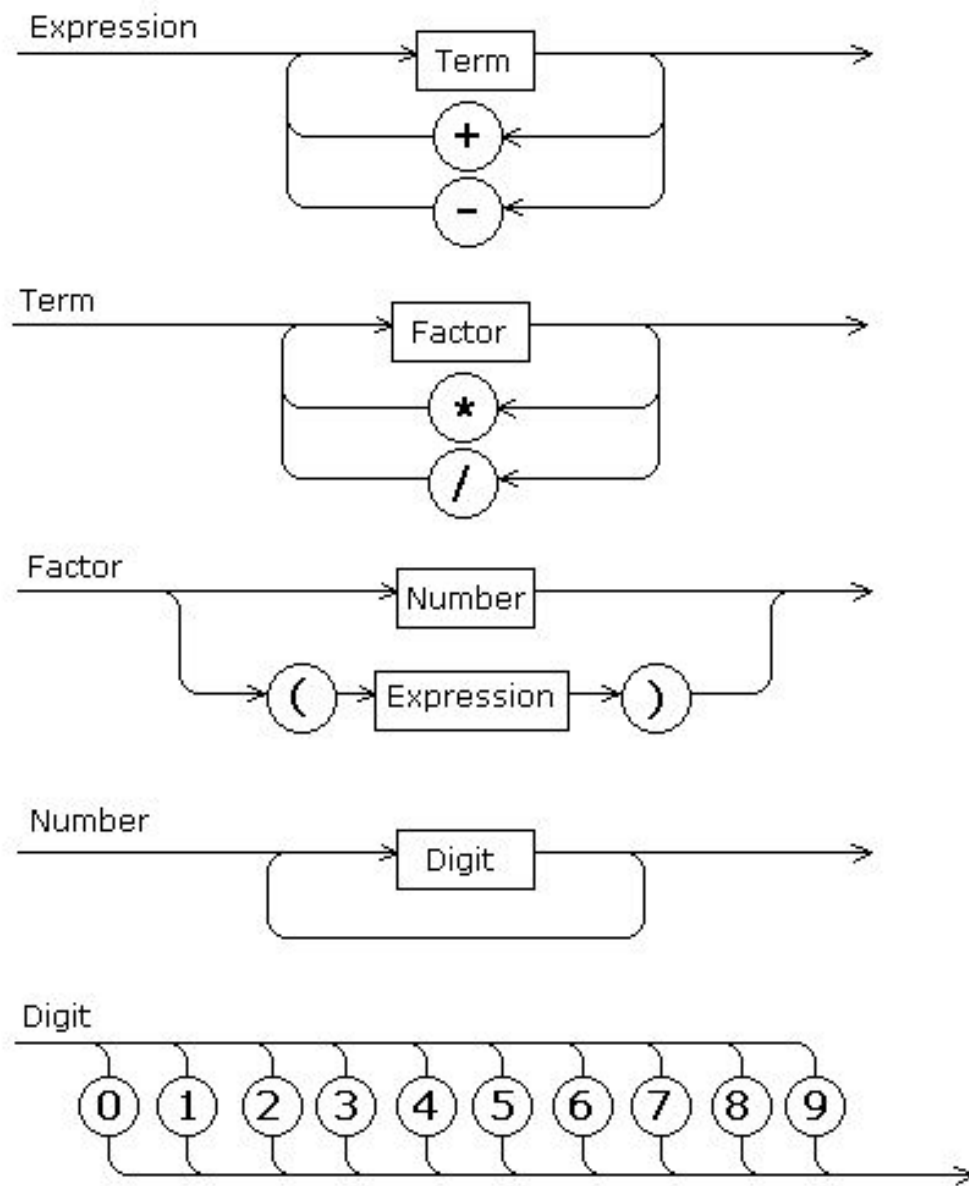 Expression
Term
+
-
Term
Factor
*
/
Factor
Number
( Expression )
Number
Digit
Digit
0 1 2 3 4 5 6 7 8 9